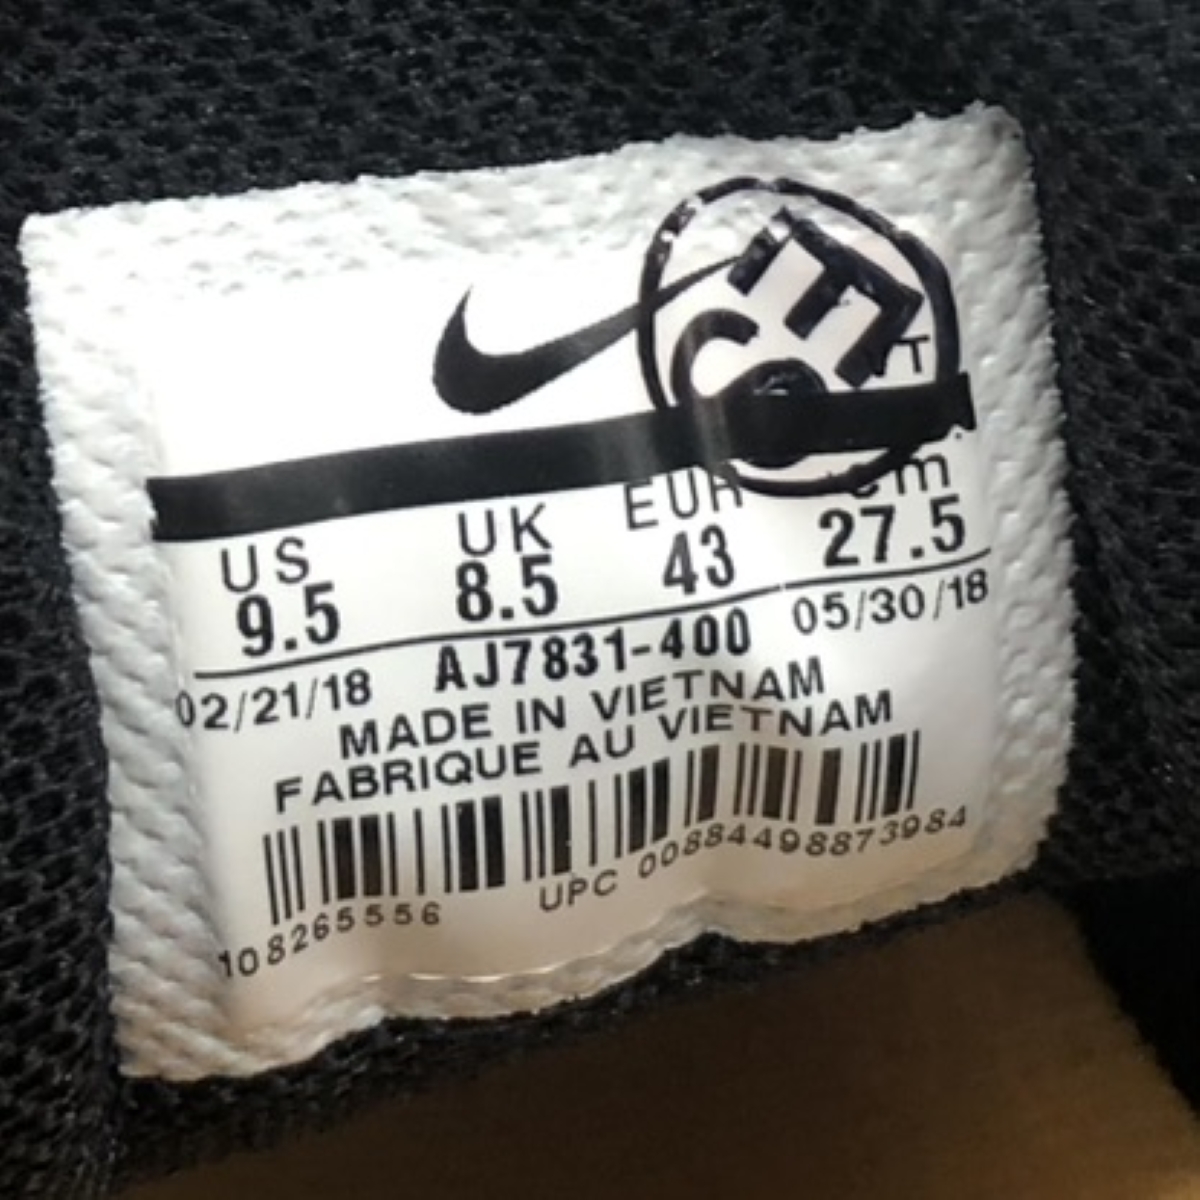 US UK EUR cm
9.5 8.5 43 27.5
02/21/18 AJ7831-400 05/30/18
MADE IN VIETNAM
FABRIQUE AU VIETNAM
108265556 UPC 00884498873984